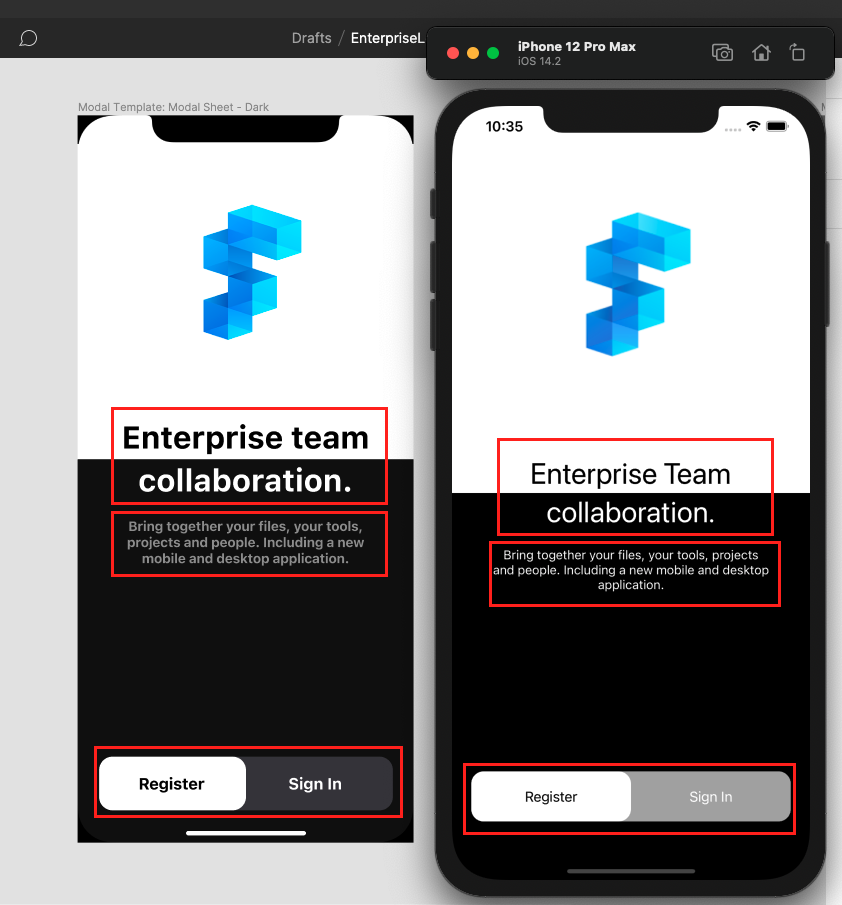 Drafts / EnterpriseL
iPhone 12 Pro Max
iOS 14.2
Modal Template: Modal Sheet - Dark
Enterprise team
collaboration.
Bring together your files, your tools,
projects and people. Including a new
mobile and desktop application.
Register
Sign In
10:35
Enterprise Team
collaboration.
Bring together your files, your tools, projects
and people. Including a new mobile and desktop
application.
Register
Sign In